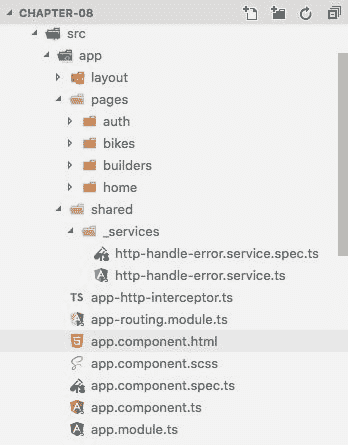 CHAPTER-08
src
app
layout
pages
auth
bikes
builders
home
shared
_services
http-handle-error.service.spec.ts
http-handle-error.service.ts
TS app-http-interceptor.ts
app-routing.module.ts
app.component.html
app.component.scss
app.component.spec.ts
app.component.ts
app.module.ts